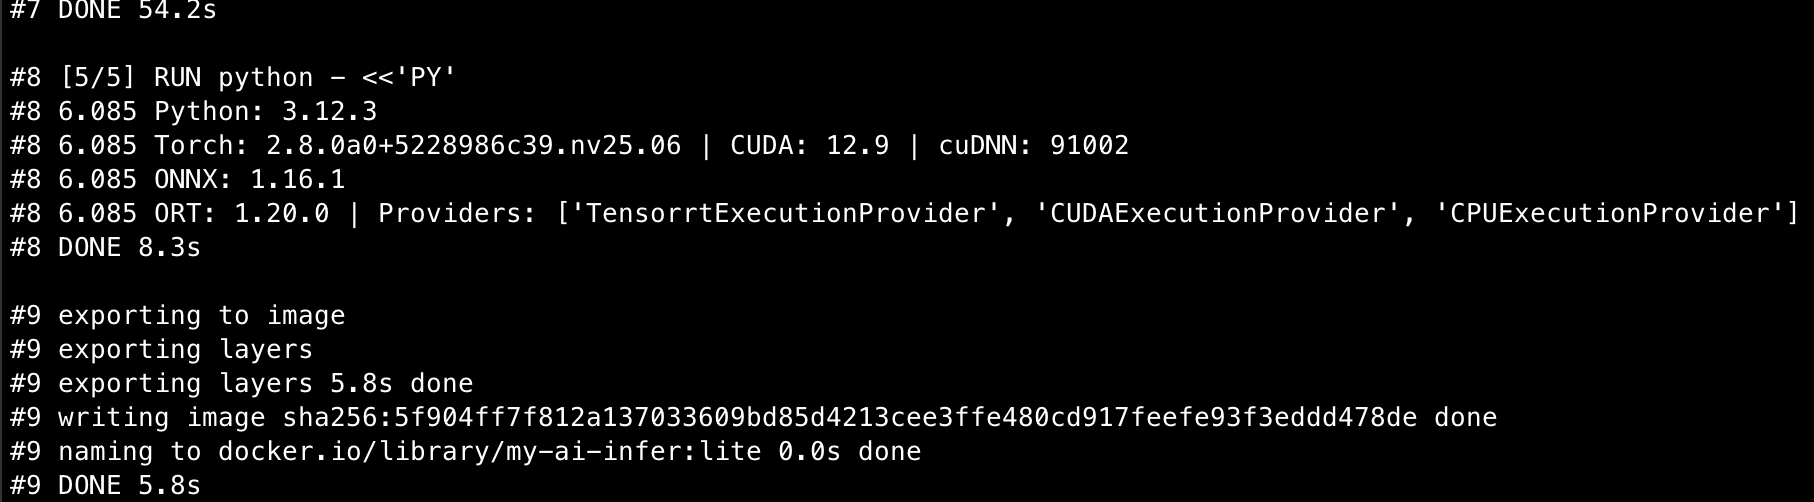 #7 DONE 54.2s
#8 [5/5] RUN python - <<'PY'
#8 6.085 Python: 3.12.3
#8 6.085 Torch: 2.8.0a0+5228986c39.nv25.06 | CUDA: 12.9 | cuDNN: 91002
#8 6.085 ONNX: 1.16.1
#8 6.085 ORT: 1.20.0 | Providers: ['TensorrtExecutionProvider', 'CUDAExecutionProvider', 'CPUExecutionProvider']
#8 DONE 8.3s
#9 exporting to image
#9 exporting layers
#9 exporting layers 5.8s done
#9 writing image sha256:5f904ff7f812a137033609bd85d4213cee3ffe480cd917feefe93f3eddd478de done
#9 naming to docker.io/library/my-ai-infer:lite 0.0s done
#9 DONE 5.8s